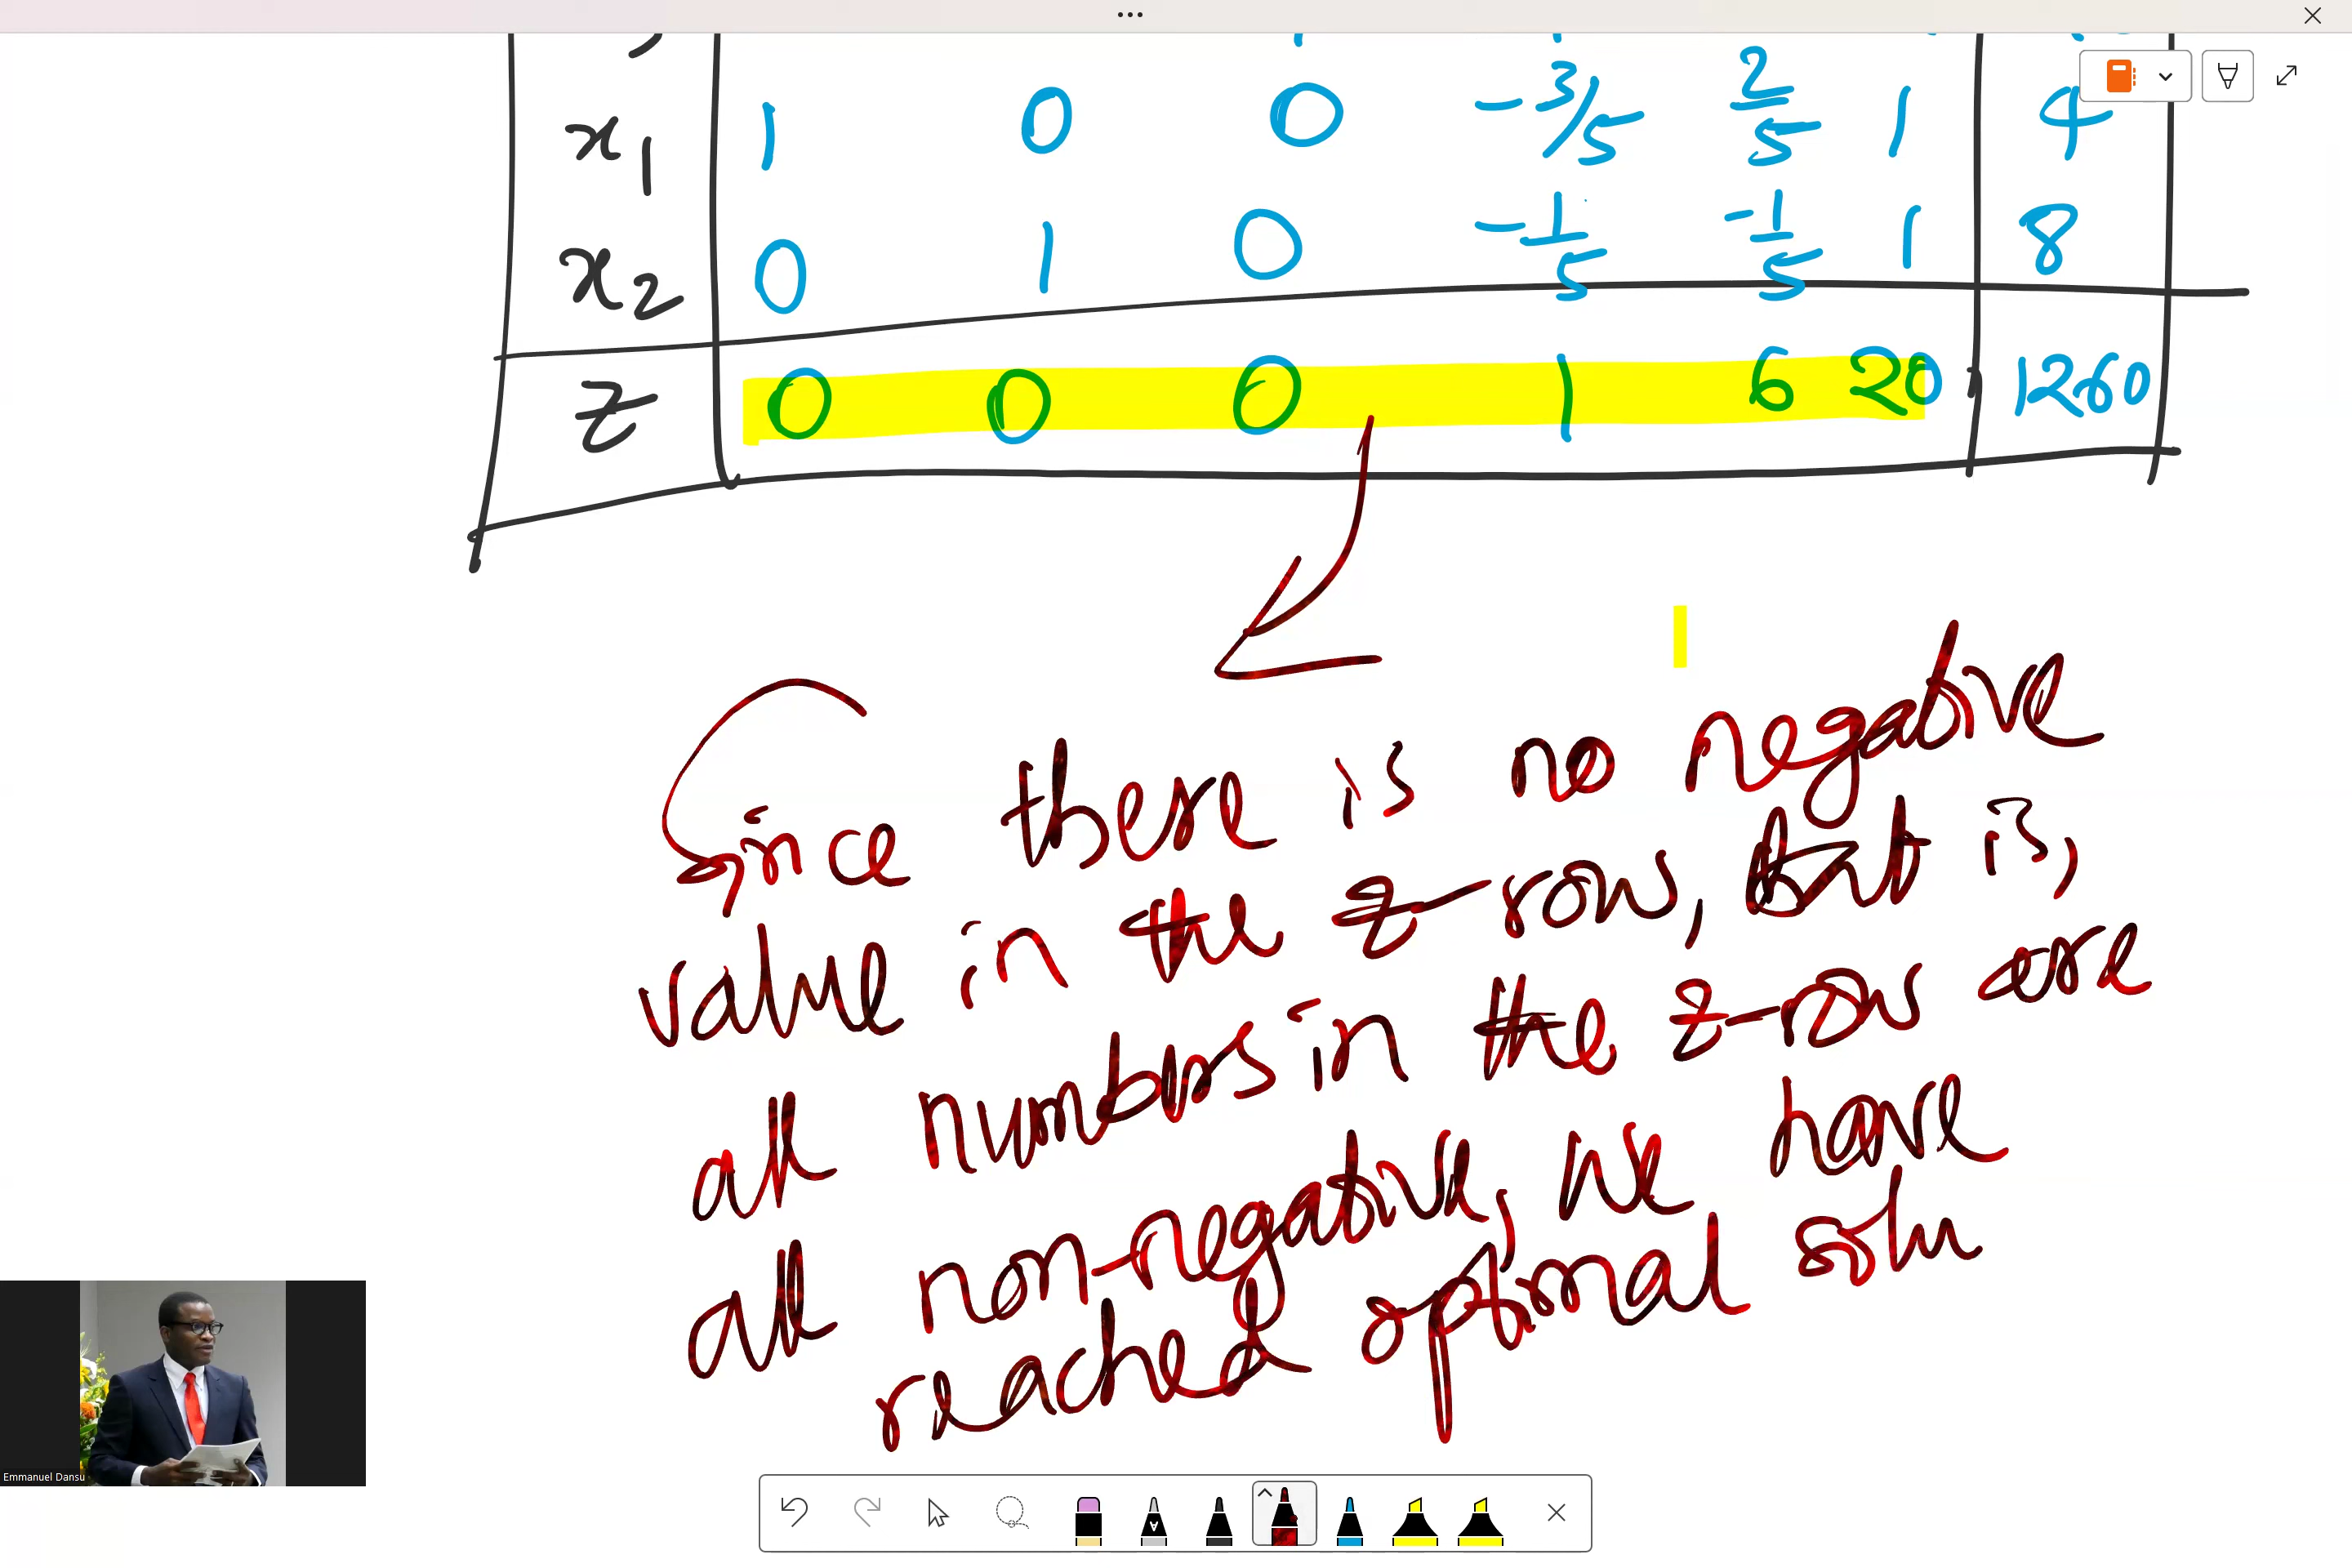 x1 1 0 0 -3/5 2/5 1 4
x2 0 1 0 -1/5 -1/5 1 8
z 0 0 0 1 6 20 1260
since there is no negative
value in the z-row, that is,
all numbers in the z-row are
all non-negative, we have
reached optimal soln
Emmanuel Dansu